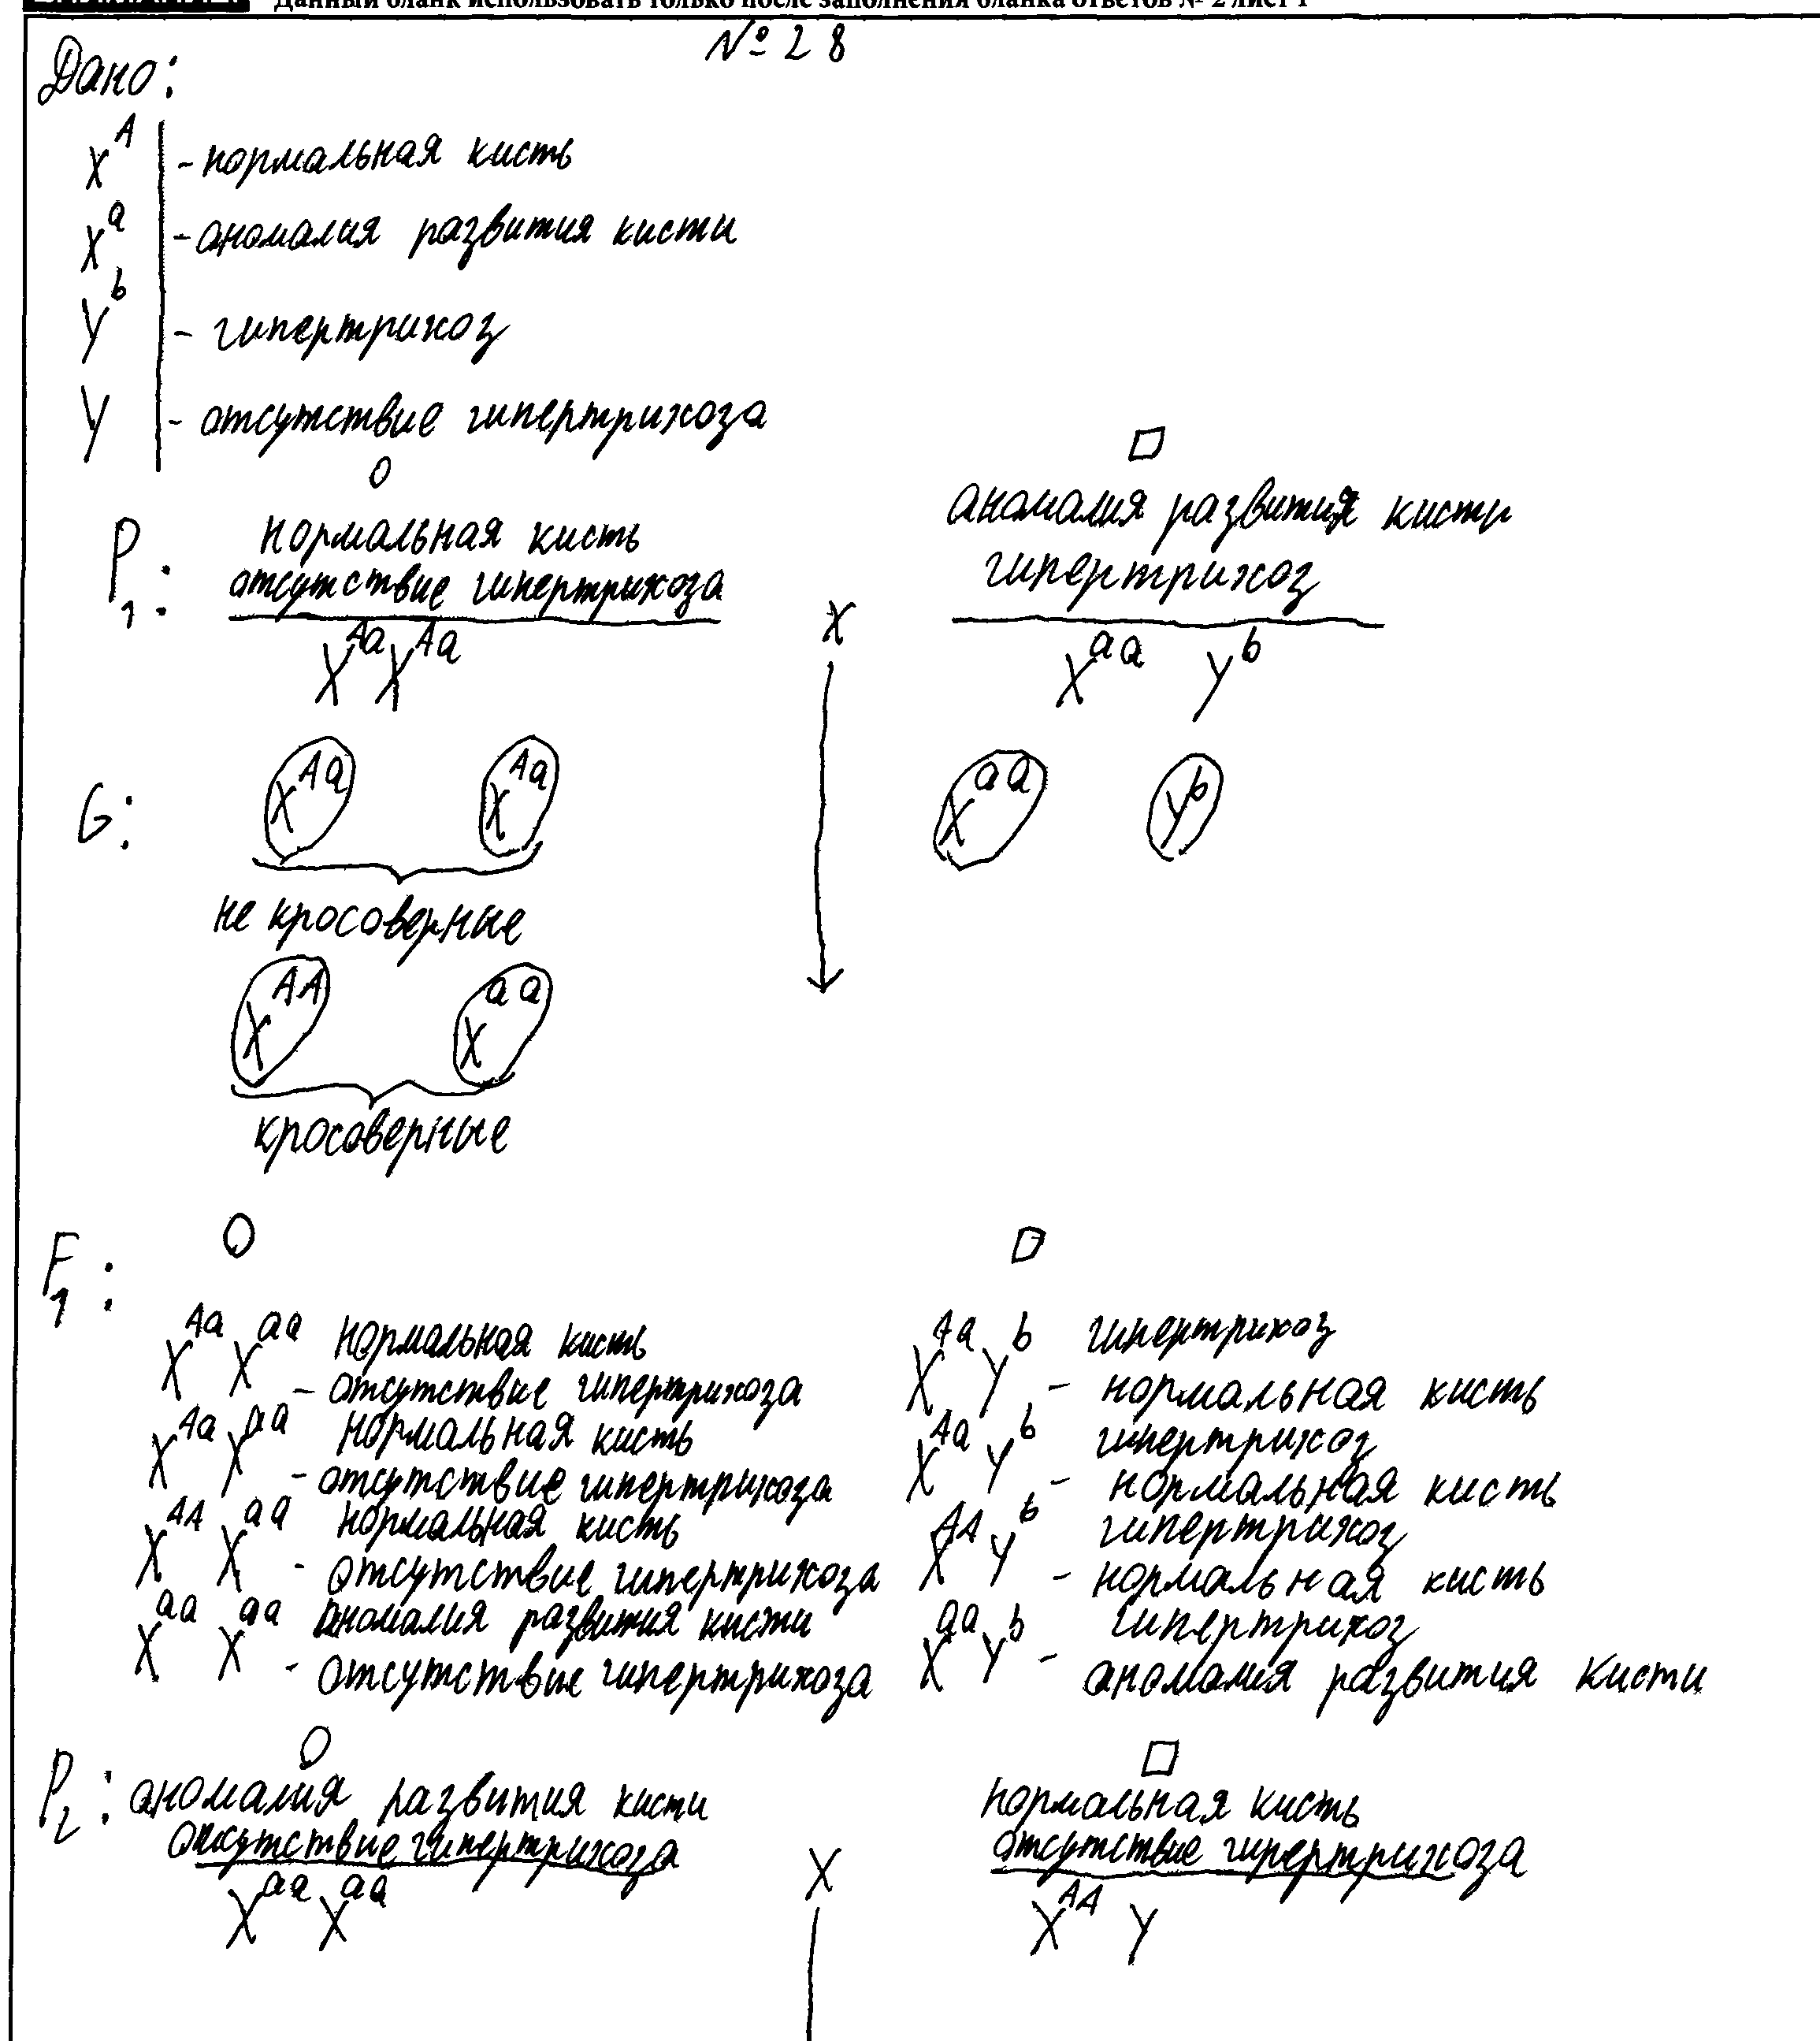 Данный бланк использовать только после заполнения бланка ответов № 2 лист 1
№ 28
Дано:
X^A - нормальная кисть
X^a - аномалия развития кисти
Y^b - гипертрихоз
Y - отсутствие гипертрихоза
P1: нормальная кисть
отсутствие гипертрихоза
X^Aa X^Aa
x
аномалия развития кисти
гипертрихоз
X^aa Y^b
G: X^Aa X^Aa X^aa Y^b
не кросоверные
X^AA X^aa
кросоверные
F1:
X^Aa X^aa нормальная кисть
- отсутствие гипертрихоза
X^Aa X^aa нормальная кисть
- отсутствие гипертрихоза
X^AA X^aa нормальная кисть
- отсутствие гипертрихоза
X^aa X^aa аномалия развития кисти
- отсутствие гипертрихоза
X^Aa Y^b гипертрихоз
- нормальная кисть
X^Aa Y^b гипертрихоз
- нормальная кисть
X^AA Y^b гипертрихоз
- нормальная кисть
X^aa Y^b гипертрихоз
- аномалия развития кисти
P2: аномалия развития кисти
отсутствие гипертрихоза
X^aa X^aa
x
нормальная кисть
отсутствие гипертрихоза
X^AA Y